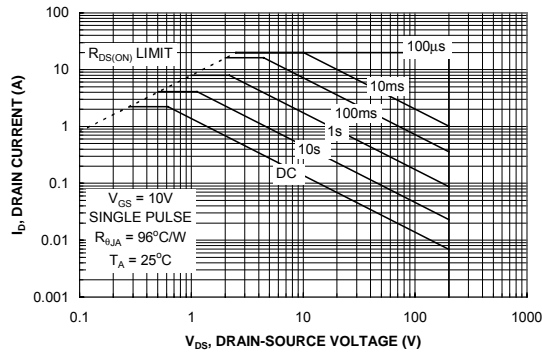 100
10
1
0.1
0.01
0.001
I_D, DRAIN CURRENT (A)
R_DS(ON) LIMIT
100μs
10ms
100ms
1s
10s
DC
V_GS = 10V
SINGLE PULSE
R_θJA = 96°C/W
T_A = 25°C
0.1 1 10 100 1000
V_DS, DRAIN-SOURCE VOLTAGE (V)